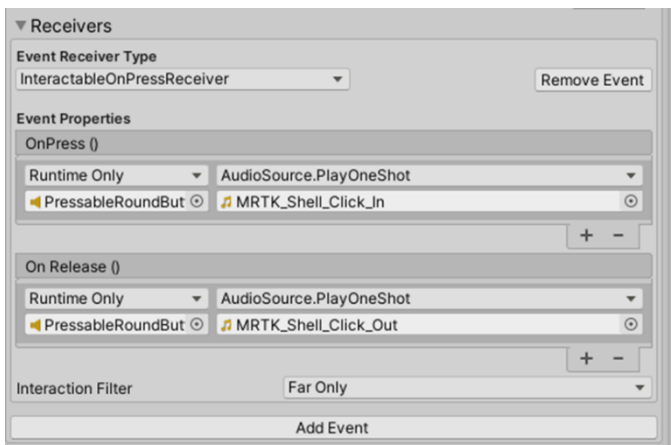 Receivers
Event Receiver Type
InteractableOnPressReceiver Remove Event
Event Properties
OnPress ()
Runtime Only AudioSource.PlayOneShot
PressableRoundBut MRTK_Shell_Click_In
+ −
On Release ()
Runtime Only AudioSource.PlayOneShot
PressableRoundBut MRTK_Shell_Click_Out
+ −
Interaction Filter Far Only
Add Event